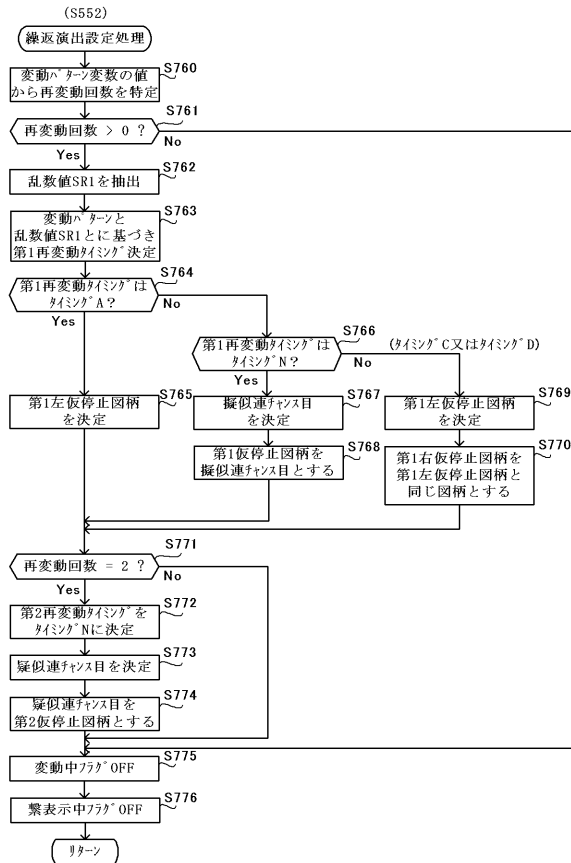 (S552)
繰返演出設定処理
S760
変動パターン変数の値
から再変動回数を特定
S761
再変動回数 > 0 ?
No
Yes
S762
乱数値SR1を抽出
S763
変動パターンと
乱数値SR1とに基づき
第1再変動タイミング決定
S764
第1再変動タイミングは
タイミングA?
No
Yes
S766
第1再変動タイミングは
タイミングN?
(タイミングC又はタイミングD)
No
Yes
S765
第1左仮停止図柄
を決定
S767
擬似連チャンス目
を決定
S769
第1左仮停止図柄
を決定
S768
第1仮停止図柄を
擬似連チャンス目とする
S770
第1右仮停止図柄を
第1左仮停止図柄と
同じ図柄とする
S771
再変動回数 = 2 ?
No
Yes
S772
第2再変動タイミングを
タイミングNに決定
S773
疑似連チャンス目を決定
S774
疑似連チャンス目を
第2仮停止図柄とする
S775
変動中フラグOFF
S776
繋表示中フラグOFF
リターン